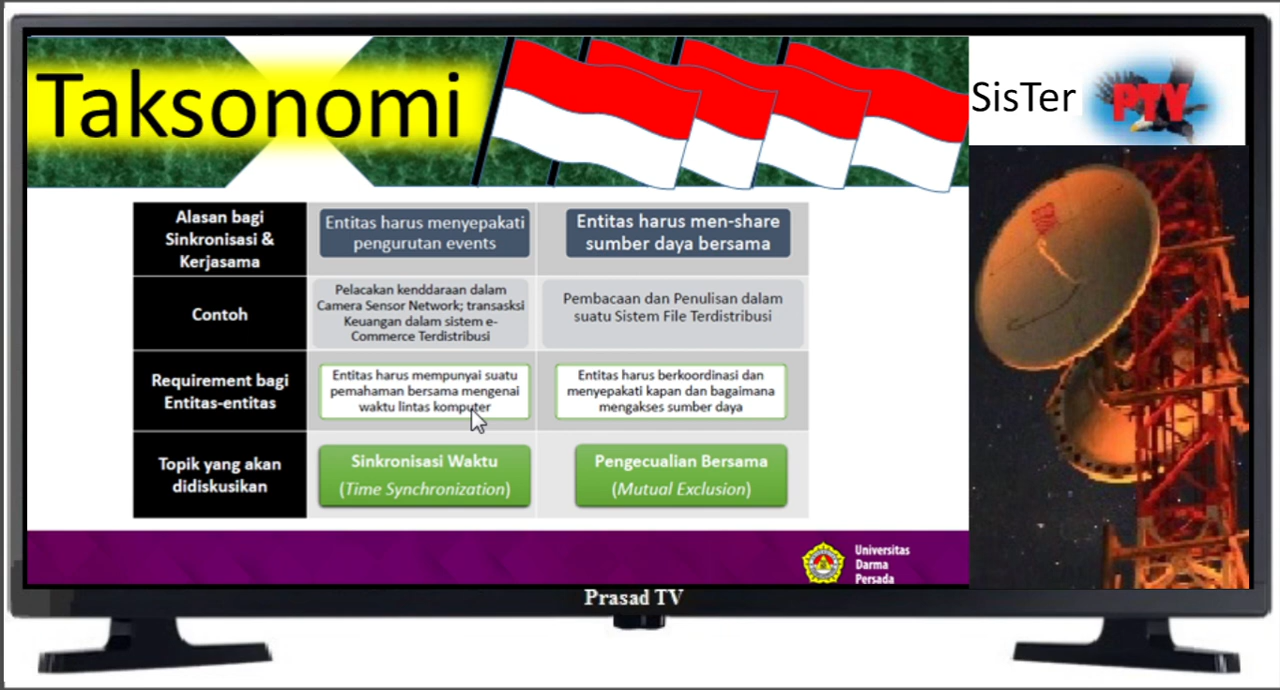 Taksonomi
SisTer
PTY
Alasan bagi
Sinkronisasi &
Kerjasama
Entitas harus menyepakati
pengurutan events
Entitas harus men-share
sumber daya bersama
Contoh
Pelacakan kenddaraan dalam
Camera Sensor Network; transasksi
Keuangan dalam sistem e-
Commerce Terdistribusi
Pembacaan dan Penulisan dalam
suatu Sistem File Terdistribusi
Requirement bagi
Entitas-entitas
Entitas harus mempunyai suatu
pemahaman bersama mengenai
waktu lintas komputer
Entitas harus berkoordinasi dan
menyepakati kapan dan bagaimana
mengakses sumber daya
Topik yang akan
didiskusikan
Sinkronisasi Waktu
(Time Synchronization)
Pengecualian Bersama
(Mutual Exclusion)
Universitas
Darma
Persada
Prasad TV